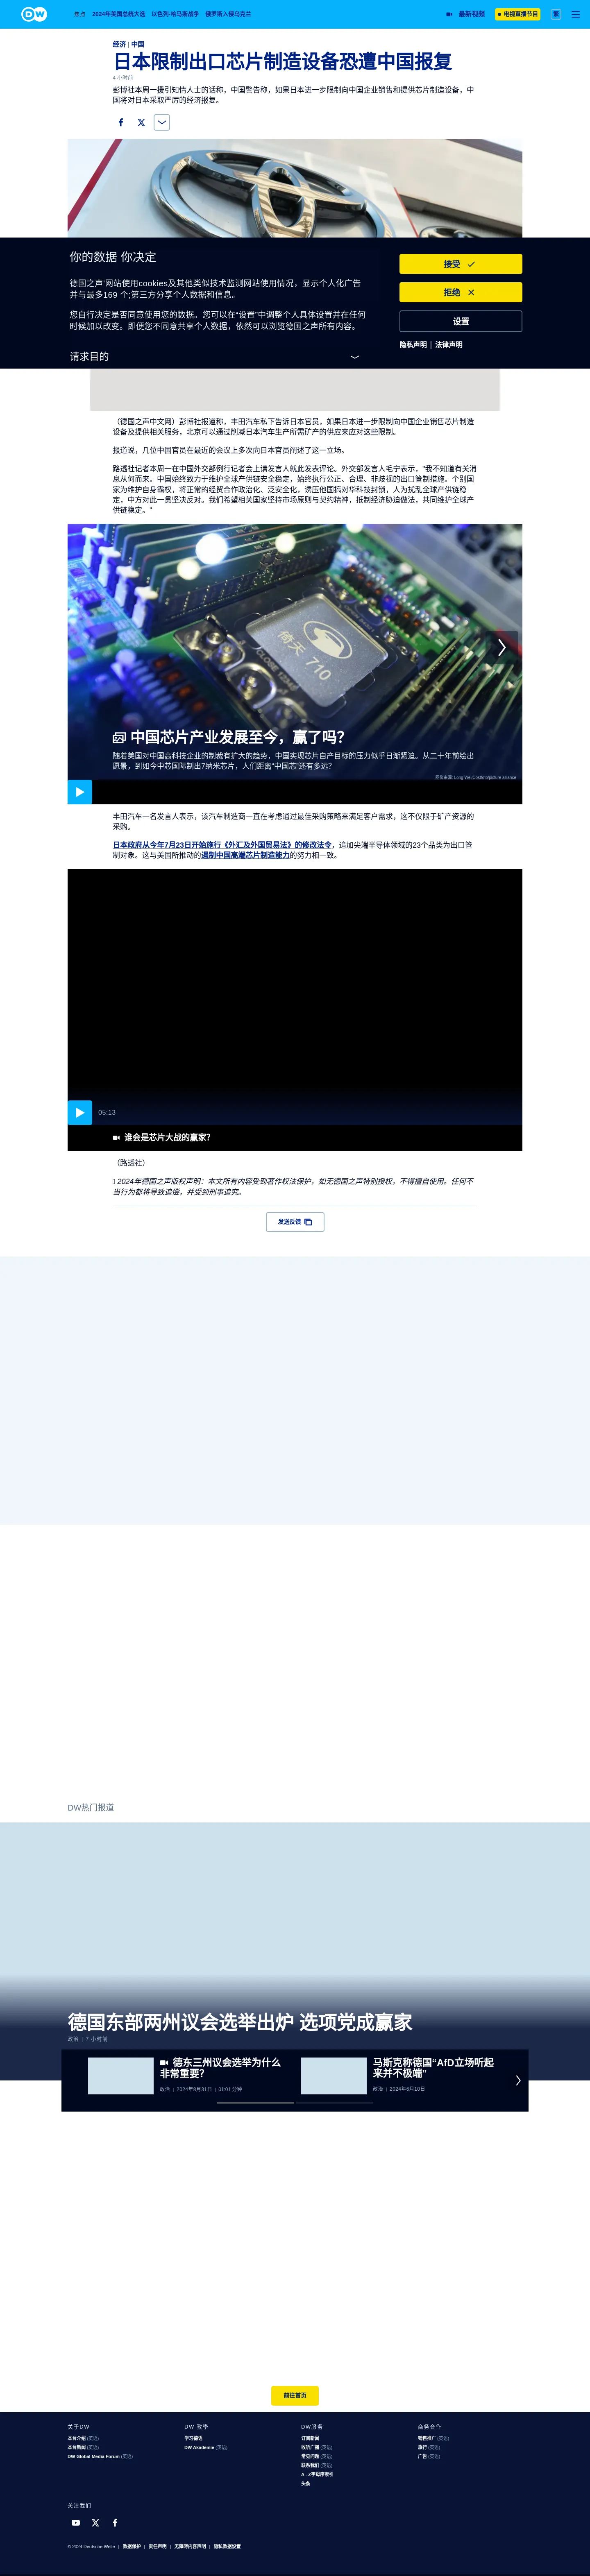 DW
焦点 2024年美国总统大选 以色列-哈马斯战争 俄罗斯入侵乌克兰
最新视频
电视直播节目
繁
经济 | 中国
日本限制出口芯片制造设备恐遭中国报复
4 小时前
彭博社本周一援引知情人士的话称，中国警告称，如果日本进一步限制向中国企业销售和提供芯片制造设备，中
国将对日本采取严厉的经济报复。
你的数据 你决定
德国之声'网站使用cookies及其他类似技术监测网站使用情况，显示个人化广告
并与最多169 个;第三方分享个人数据和信息。
您自行决定是否同意使用您的数据。您可以在"设置"中调整个人具体设置并在任何
时候加以改变。即便您不同意共享个人数据，依然可以浏览德国之声所有内容。
请求目的
接受
拒绝
设置
隐私声明 | 法律声明
（德国之声中文网）彭博社报道称，丰田汽车私下告诉日本官员，如果日本进一步限制向中国企业销售芯片制造
设备及提供相关服务，北京可以通过削减日本汽车生产所需矿产的供应来应对这些限制。
报道说，几位中国官员在最近的会议上多次向日本官员阐述了这一立场。
路透社记者本周一在中国外交部例行记者会上请发言人就此发表评论。外交部发言人毛宁表示，"我不知道有关消
息从何而来。中国始终致力于维护全球产供链安全稳定，始终执行公正、合理、非歧视的出口管制措施。个别国
家为维护自身霸权，将正常的经贸合作政治化、泛安全化，诱压他国搞对华科技封锁，人为扰乱全球产供链稳
定，中方对此一贯坚决反对。我们希望相关国家坚持市场原则与契约精神，抵制经济胁迫做法，共同维护全球产
供链稳定。"
倚天
710
中国芯片产业发展至今，赢了吗？
随着美国对中国高科技企业的制裁有扩大的趋势，中国实现芯片自产目标的压力似乎日渐紧迫。从二十年前绘出
愿景，到如今中芯国际制出7纳米芯片，人们距离"中国芯"还有多远？
图像来源: Long Wei/Costfoto/picture alliance
丰田汽车一名发言人表示，该汽车制造商一直在考虑通过最佳采购策略来满足客户需求，这不仅限于矿产资源的
采购。
日本政府从今年7月23日开始施行《外汇及外国贸易法》的修改法令，追加尖端半导体领域的23个品类为出口管
制对象。这与美国所推动的遏制中国高端芯片制造能力的努力相一致。
05:13
谁会是芯片大战的赢家？
（路透社）
2024年德国之声版权声明：本文所有内容受到著作权法保护，如无德国之声特别授权，不得擅自使用。任何不
当行为都将导致追偿，并受到刑事追究。
发送反馈
DW热门报道
德国东部两州议会选举出炉 选项党成赢家
政治 | 7 小时前
德东三州议会选举为什么
非常重要？
政治 | 2024年8月31日 | 01:01 分钟
马斯克称德国“AfD立场听起
来并不极端”
政治 | 2024年6月10日
前往首页
关于DW
本台介绍 (英语)
本台新闻 (英语)
DW Global Media Forum (英语)
DW 教学
学习德语
DW Akademie (英语)
DW服务
订阅新闻
收听广播 (英语)
常见问题 (英语)
联系我们 (英语)
A - Z字母序索引
头条
商务合作
销售推广 (英语)
旅行 (英语)
广告 (英语)
关注我们
© 2024 Deutsche Welle | 数据保护 | 责任声明 | 无障碍内容声明 | 隐私数据设置